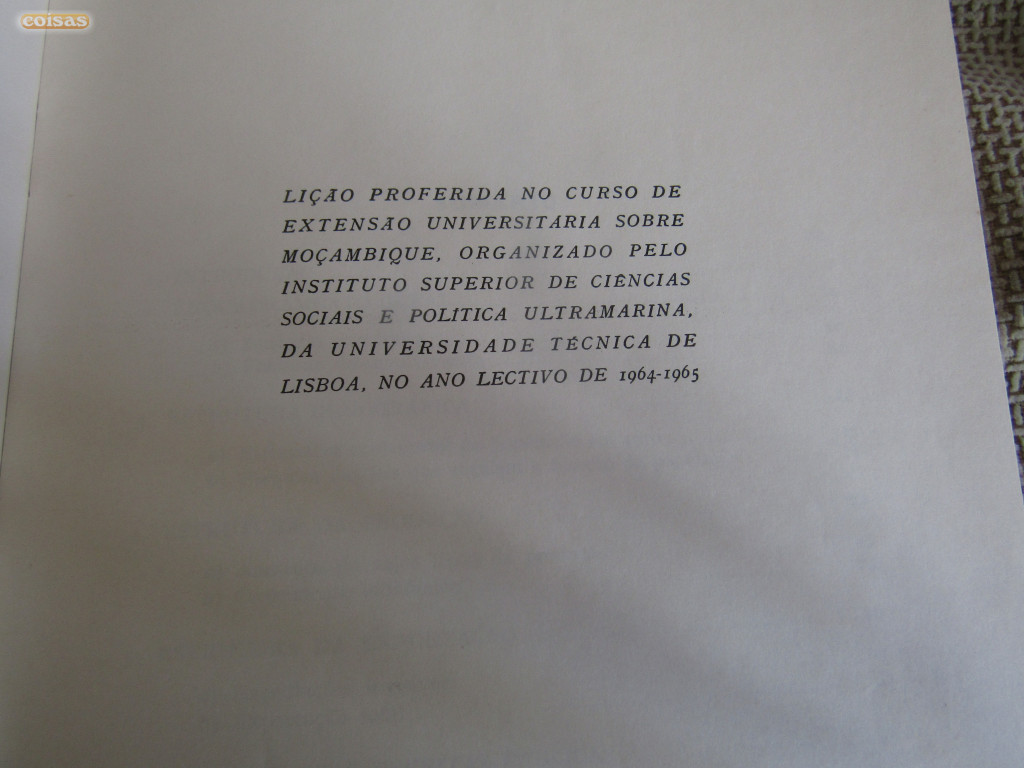 coisas
LIÇÃO PROFERIDA NO CURSO DE
EXTENSÃO UNIVERSITÁRIA SOBRE
MOÇAMBIQUE, ORGANIZADO PELO
INSTITUTO SUPERIOR DE CIÊNCIAS
SOCIAIS E POLÍTICA ULTRAMARINA,
DA UNIVERSIDADE TÉCNICA DE
LISBOA, NO ANO LECTIVO DE 1964-1965